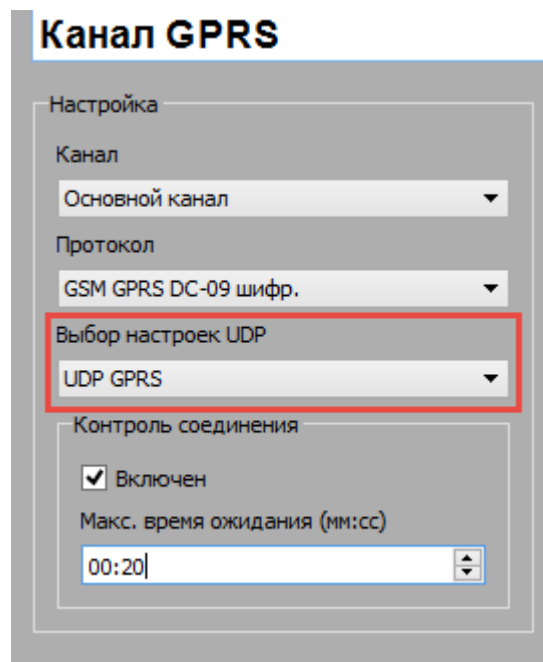 Канал GPRS
Настройка
Канал
Основной канал
Протокол
GSM GPRS DC-09 шифр.
Выбор настроек UDP
UDP GPRS
Контроль соединения
Включен
Макс. время ожидания (мм:сс)
00:20